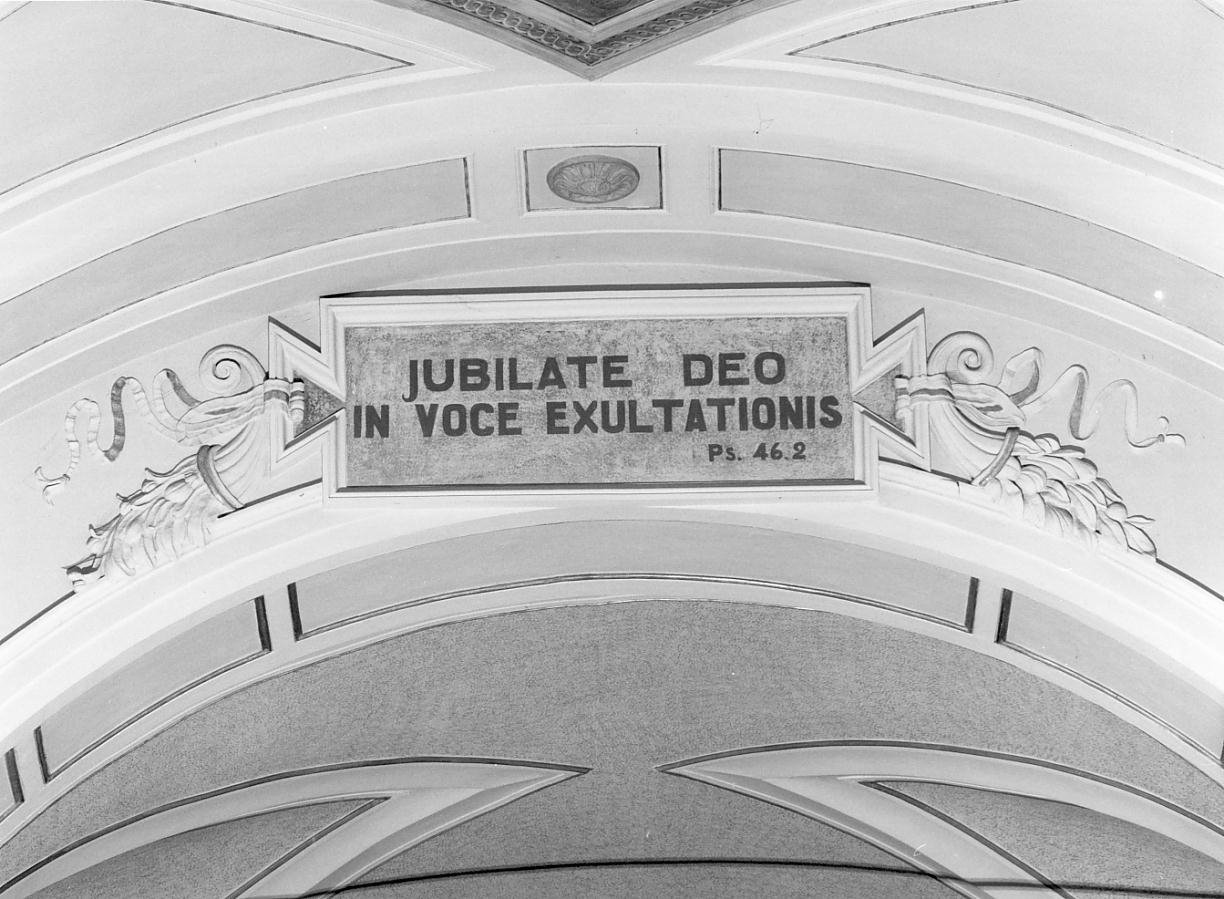 JUBILATE DEO
IN VOCE EXULTATIONIS
Ps. 46.2